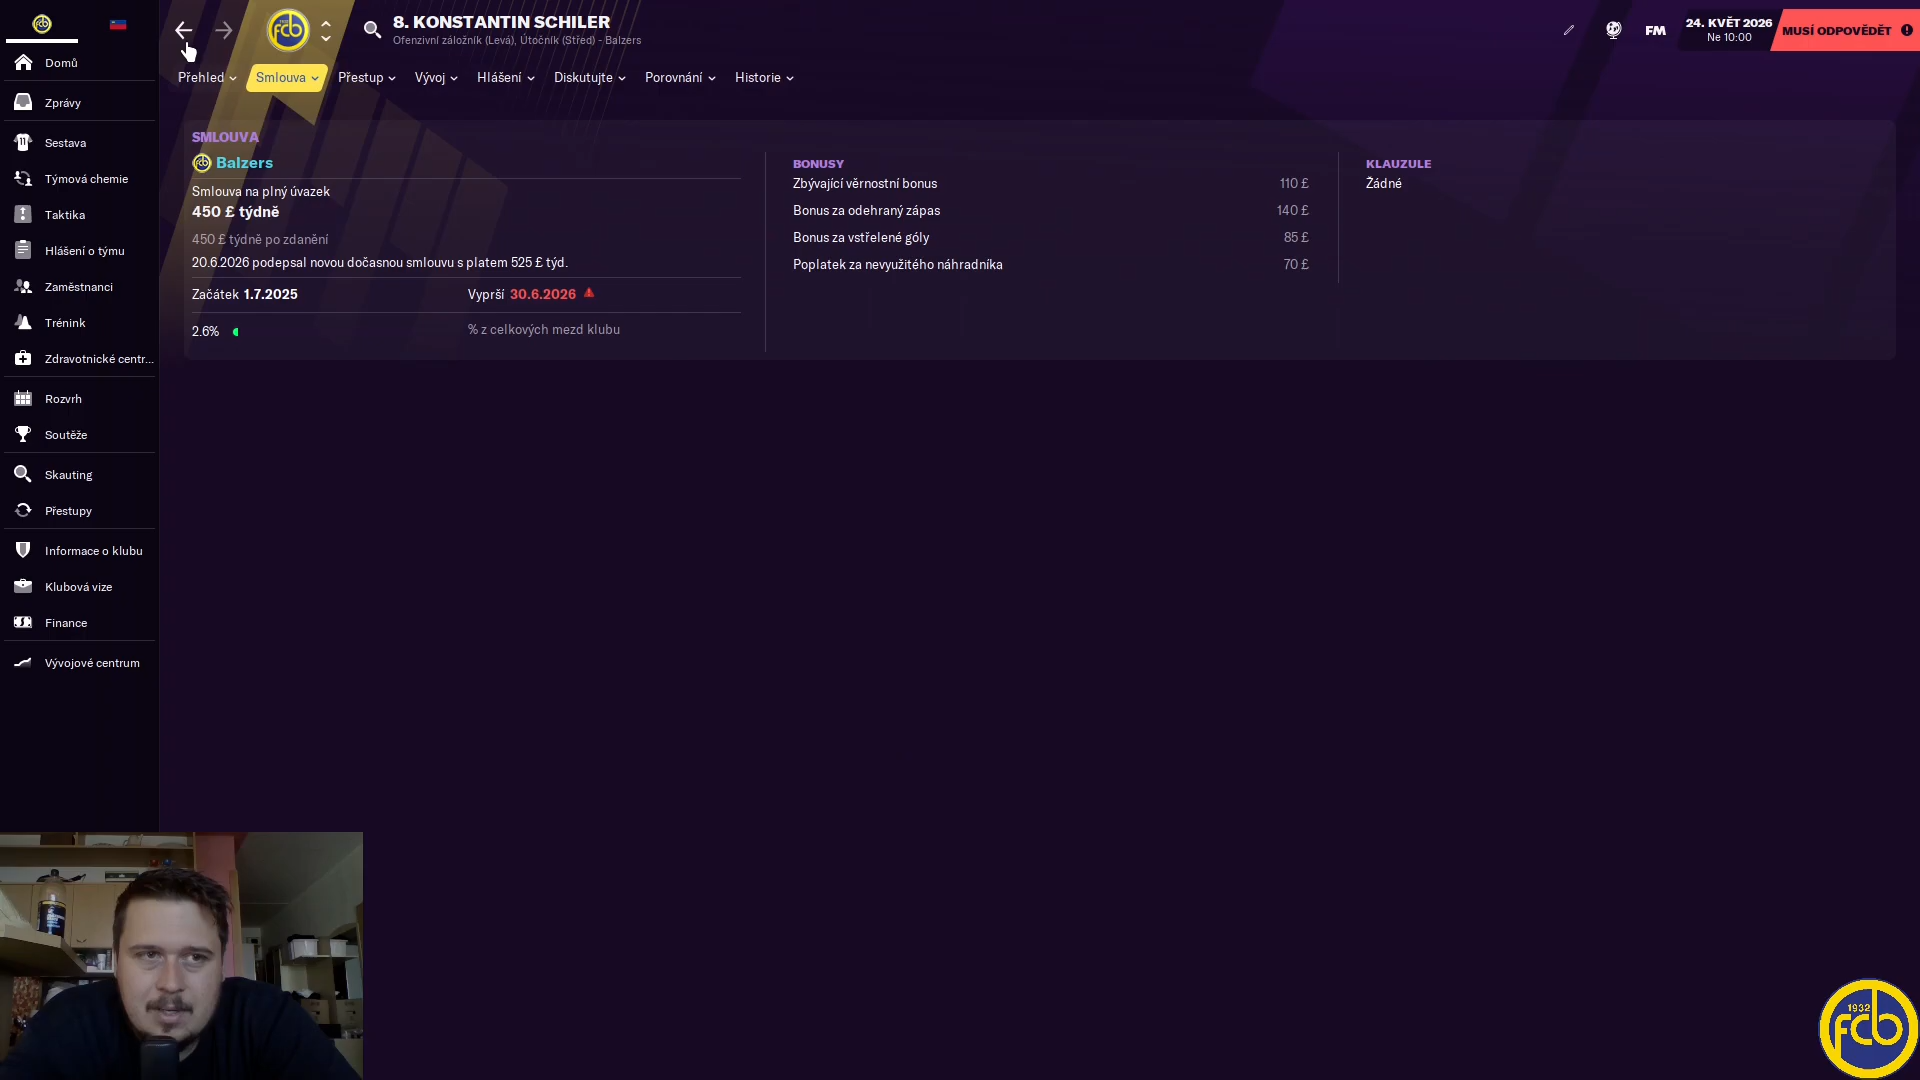 8. KONSTANTIN SCHILER
Ofenzivní záložník (Levá), Útočník (Střed) - Balzers
FM
24. KVĚT 2026
Ne 10:00
MUSÍ ODPOVĚDĚT
Přehled
Smlouva
Přestup
Vývoj
Hlášení
Diskutujte
Porovnání
Historie
Domů
Zprávy
Sestava
Týmová chemie
Taktika
Hlášení o týmu
Zaměstnanci
Trénink
Zdravotnické centr...
Rozvrh
Soutěže
Skauting
Přestupy
Informace o klubu
Klubová vize
Finance
Vývojové centrum
SMLOUVA
Balzers
Smlouva na plný úvazek
450 £ týdně
450 £ týdně po zdanění
20.6.2026 podepsal novou dočasnou smlouvu s platem 525 £ týd.
Začátek 1.7.2025
Vyprší 30.6.2026
2.6%
% z celkových mezd klubu
BONUSY
Zbývající věrnostní bonus 110 £
Bonus za odehraný zápas 140 £
Bonus za vstřelené góly 85 £
Poplatek za nevyužitého náhradníka 70 £
KLAUZULE
Žádné
1932
fcb